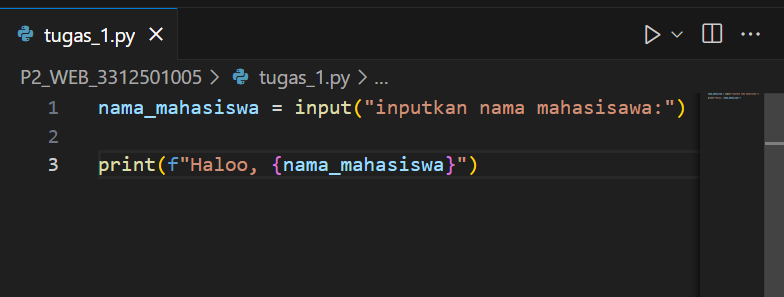 tugas_1.py
P2_WEB_3312501005 > tugas_1.py > ...
1 nama_mahasiswa = input("inputkan nama mahasisawa:")
2
3 print(f"Haloo, {nama_mahasiswa}")